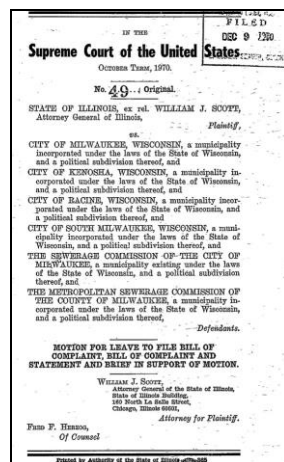 IN THE
FILED
DEC 9 1970
Supreme Court of the United States
OCTOBER TERM, 1970.
No. 49, Original.
STATE OF ILLINOIS, ex rel. WILLIAM J. SCOTT,
Attorney General of Illinois,
Plaintiff,
vs.
CITY OF MILWAUKEE, WISCONSIN, a municipality
incorporated under the laws of the State of Wisconsin,
and a political subdivision thereof, and
CITY OF KENOSHA, WISCONSIN, a municipality in-
corporated under the laws of the State of Wisconsin,
and a political subdivision thereof, and
CITY OF RACINE, WISCONSIN, a municipality incor-
porated under the laws of the State of Wisconsin, and
a political subdivision thereof, and
CITY OF SOUTH MILWAUKEE, WISCONSIN, a muni-
cipality incorporated under the laws of the State of
Wisconsin, and a political subdivision thereof, and
THE SEWERAGE COMMISSION OF THE CITY OF
MILWAUKEE, a municipality existing under the laws
of the State of Wisconsin, and a political subdivision
thereof, and
THE METROPOLITAN SEWERAGE COMMISSION OF
THE COUNTY OF MILWAUKEE, a municipality in-
corporated under the laws of the State of Wisconsin,
and a political subdivision thereof,
Defendants.
MOTION FOR LEAVE TO FILE BILL OF
COMPLAINT, BILL OF COMPLAINT AND
STATEMENT AND BRIEF IN SUPPORT OF MOTION.
WILLIAM J. SCOTT,
Attorney General of the State of Illinois,
State of Illinois Building,
160 North La Salle Street,
Chicago, Illinois 60601,
Attorney for Plaintiff.
FRED F. HERZOG,
Of Counsel
Printed by Authority of the State of Illinois